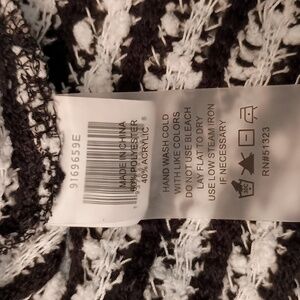 9169659E
MADE IN CHINA
60% POLYESTER
40% ACRYLIC
HAND WASH COLD
WITH LIKE COLORS
DO NOT USE BLEACH
LAY FLAT TO DRY
USE LOW STEAM IRON
IF NECESSARY
RN#51323